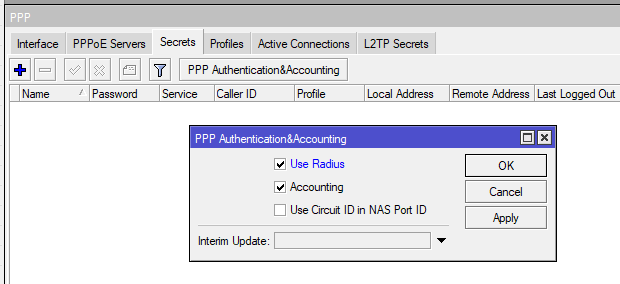 PPP
Interface PPPoE Servers Secrets Profiles Active Connections L2TP Secrets
PPP Authentication&Accounting
Name Password Service Caller ID Profile Local Address Remote Address Last Logged Out
PPP Authentication&Accounting
Use Radius
OK
Accounting
Cancel
Use Circuit ID in NAS Port ID
Apply
Interim Update: